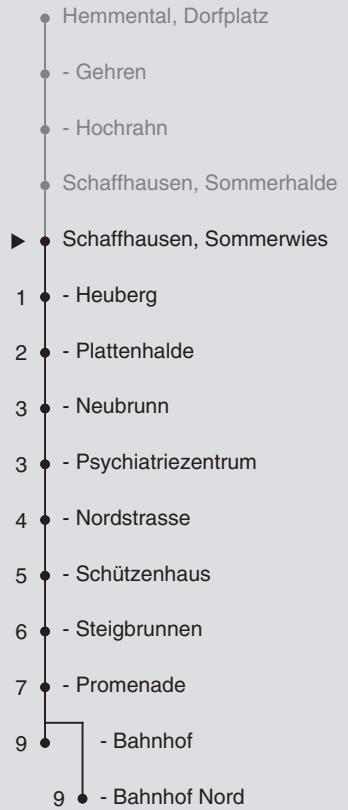 Hemmental, Dorfplatz
- Gehren
- Hochrahn
Schaffhausen, Sommerhalde
Schaffhausen, Sommerwies
1 - Heuberg
2 - Plattenhalde
3 - Neubrunn
3 - Psychiatriezentrum
4 - Nordstrasse
5 - Schützenhaus
6 - Steigbrunnen
7 - Promenade
9 - Bahnhof
9 - Bahnhof Nord